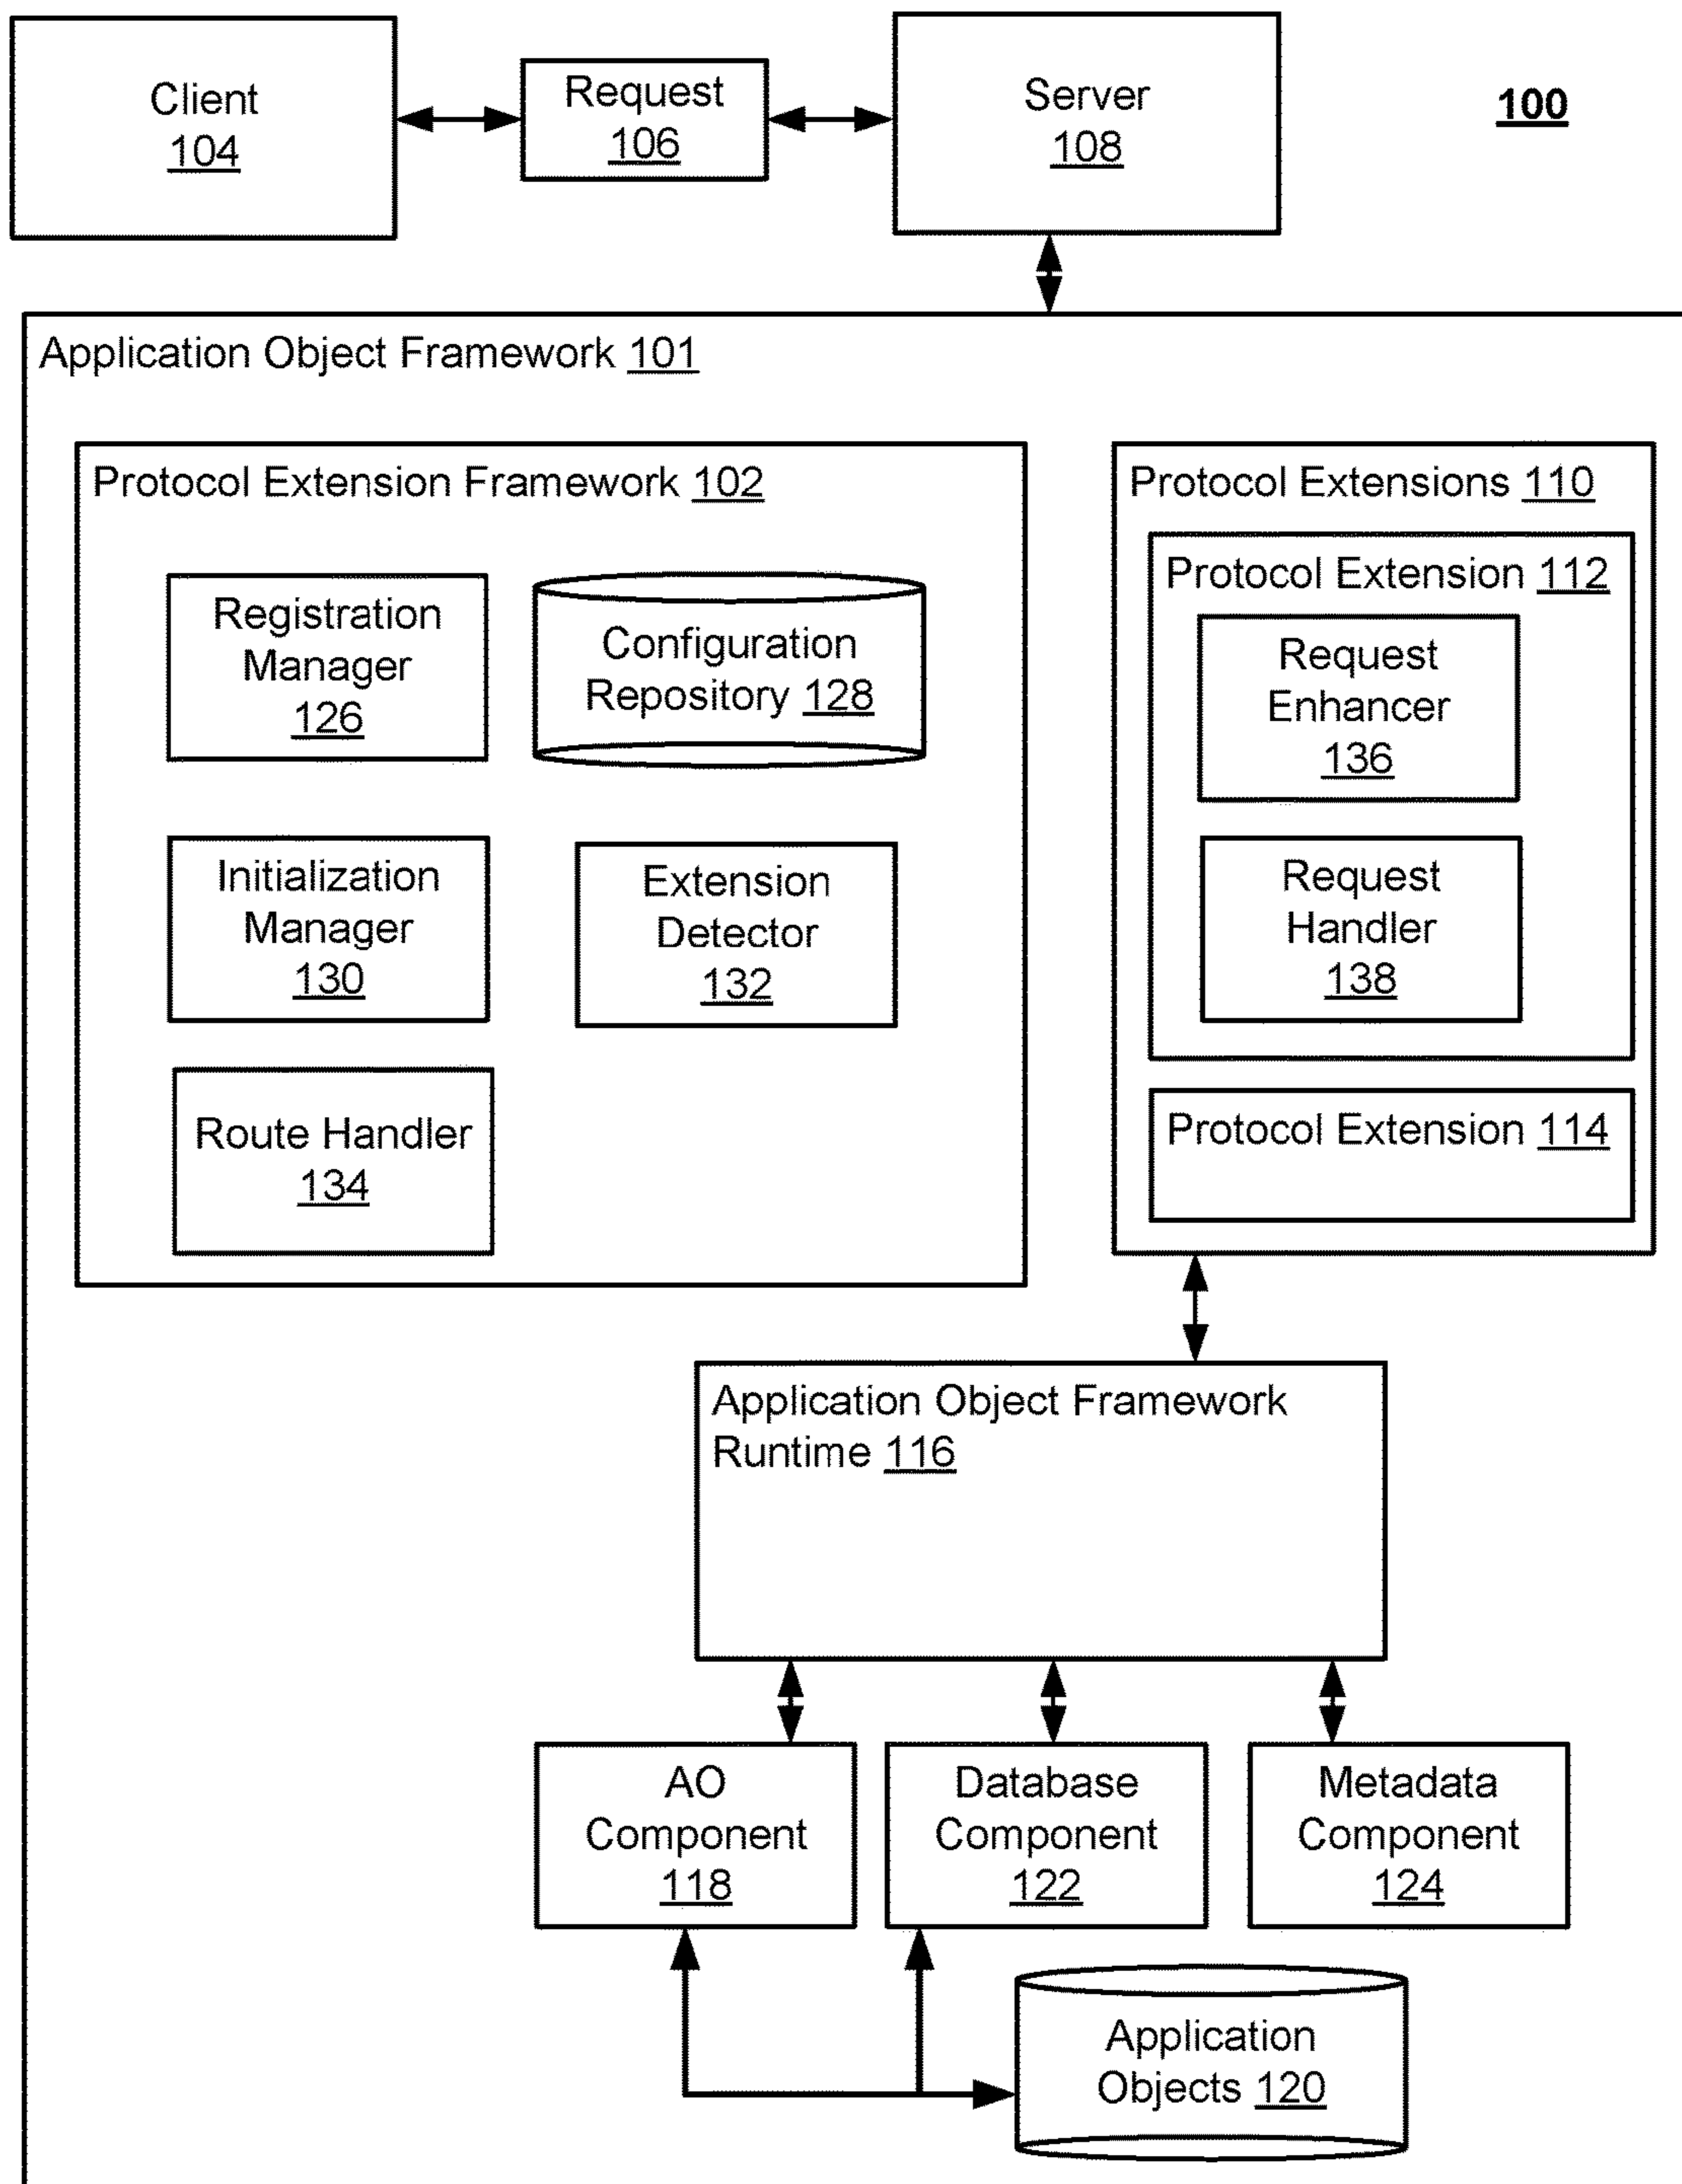 Client
104
Request
106
Server
108
100
Application Object Framework 101
Protocol Extension Framework 102
Registration
Manager
126
Configuration
Repository 128
Initialization
Manager
130
Extension
Detector
132
Route Handler
134
Protocol Extensions 110
Protocol Extension 112
Request
Enhancer
136
Request
Handler
138
Protocol Extension 114
Application Object Framework
Runtime 116
AO
Component
118
Database
Component
122
Metadata
Component
124
Application
Objects 120